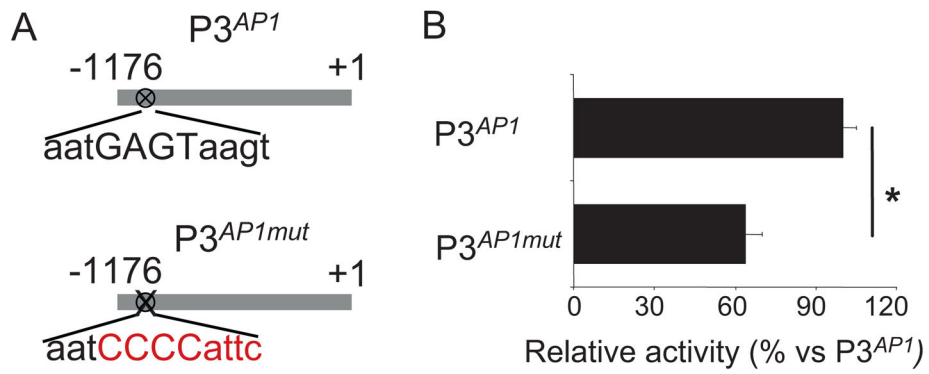 A
P3AP1
-1176 +1
aatGAGTaagt
P3AP1mut
-1176 +1
aatCCCCattc
B
P3AP1
*
P3AP1mut
0 30 60 90 120
Relative activity (% vs P3AP1)